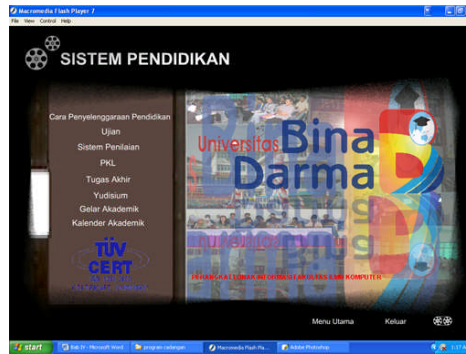 Macromedia Flash Player 7
File View Control Help
SISTEM PENDIDIKAN
Cara Penyelenggaraan Pendidikan
Ujian
Sistem Penilaian
PKL
Tugas Akhir
Yudisium
Gelar Akademik
Kalender Akademik
TÜV
CERT
Universitas Bina
Darma
Menu Utama Keluar
start Bab IV - Microsoft Word program cadangan Macromedia Flash Pla... Adobe Photoshop 1:17 A